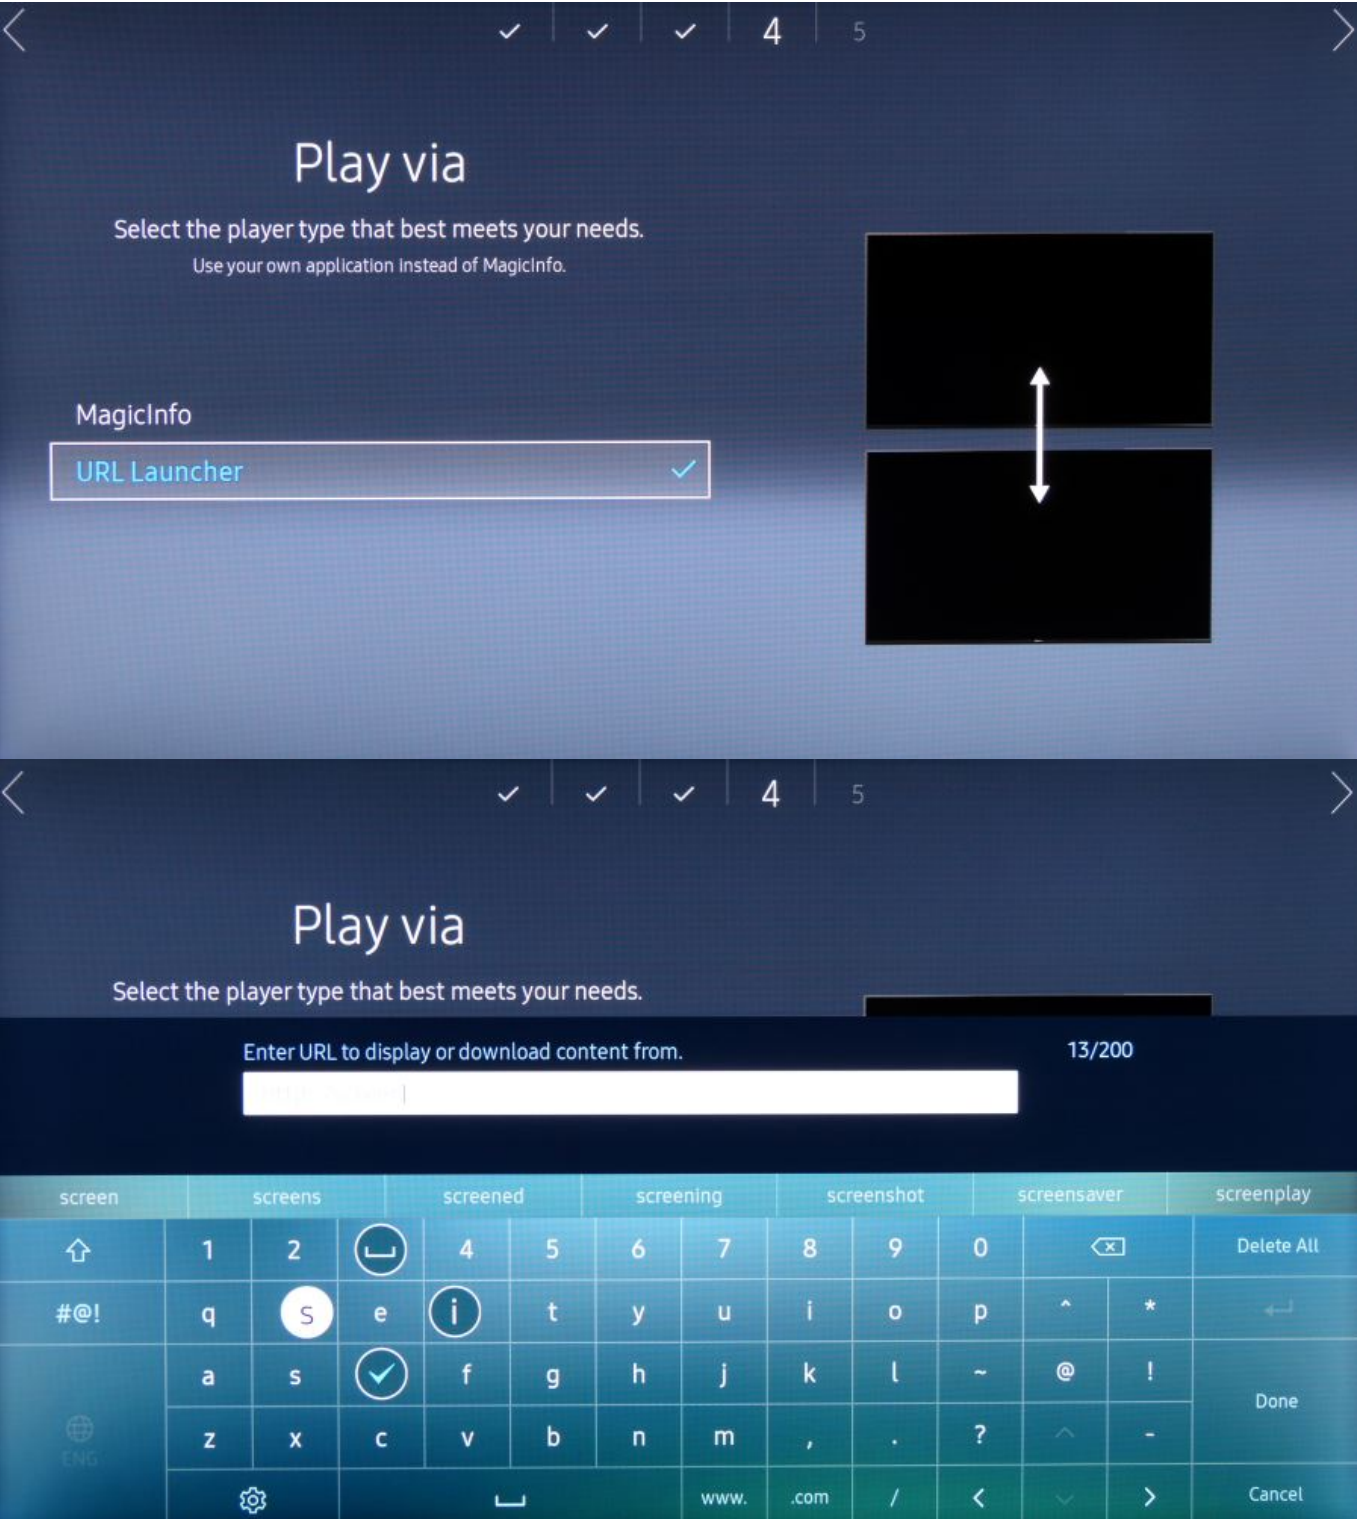 4
5
Play via
Select the player type that best meets your needs.
Use your own application instead of MagicInfo.
MagicInfo
URL Launcher
4
5
Play via
Select the player type that best meets your needs.
Enter URL to display or download content from.
13/200
screen screens screened screening screenshot screensaver screenplay
1 2 4 5 6 7 8 9 0 Delete All
#@! q s e i t y u i o p ^ *
a s f g h j k l ~ @ !
Done
ENG
z x c v b n m , . ? ^ -
www. .com / < > Cancel